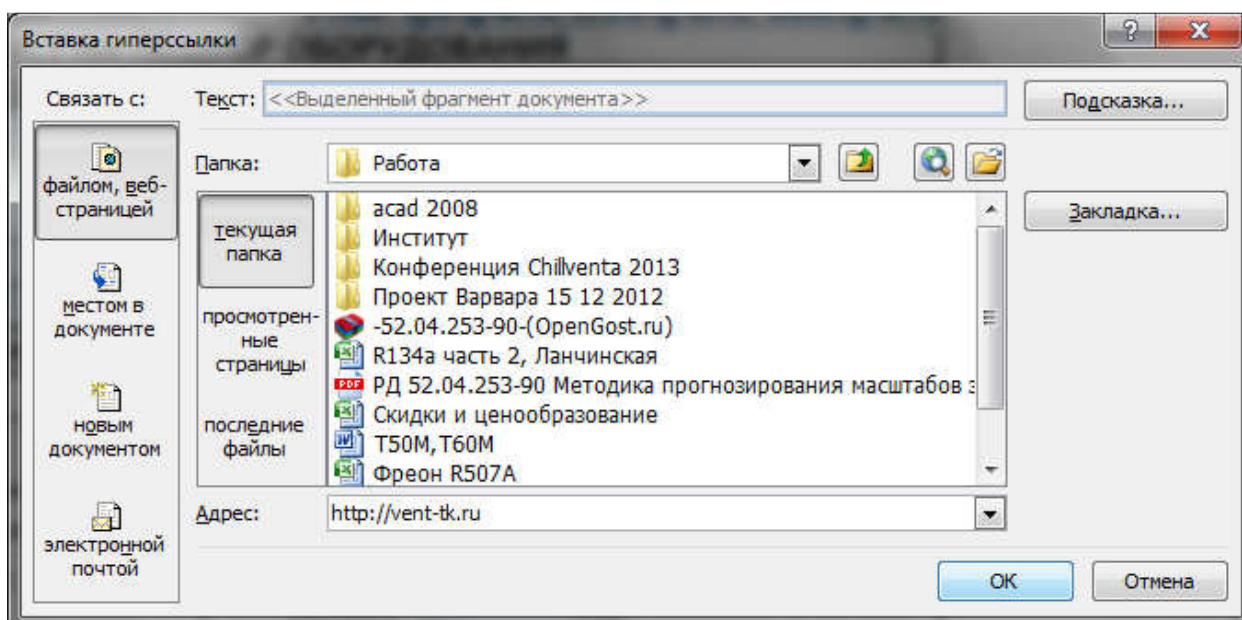 Вставка гиперссылки
Связать с:
Текст: <<Выделенный фрагмент документа>>
Подсказка...
файлом, веб-
страницей
Папка: Работа
текущая
папка
acad 2008
Институт
Конференция Chillventa 2013
Проект Варвара 15 12 2012
-52.04.253-90-(OpenGost.ru)
R134a часть 2, Ланчинская
РД 52.04.253-90 Методика прогнозирования масштабов з
Скидки и ценообразование
T50M,T60M
Фреон R507A
Закладка...
местом в
документе
просмотрен-
ные
страницы
новым
документом
последние
файлы
электронной
почтой
Адрес: http://vent-tk.ru
ОК
Отмена